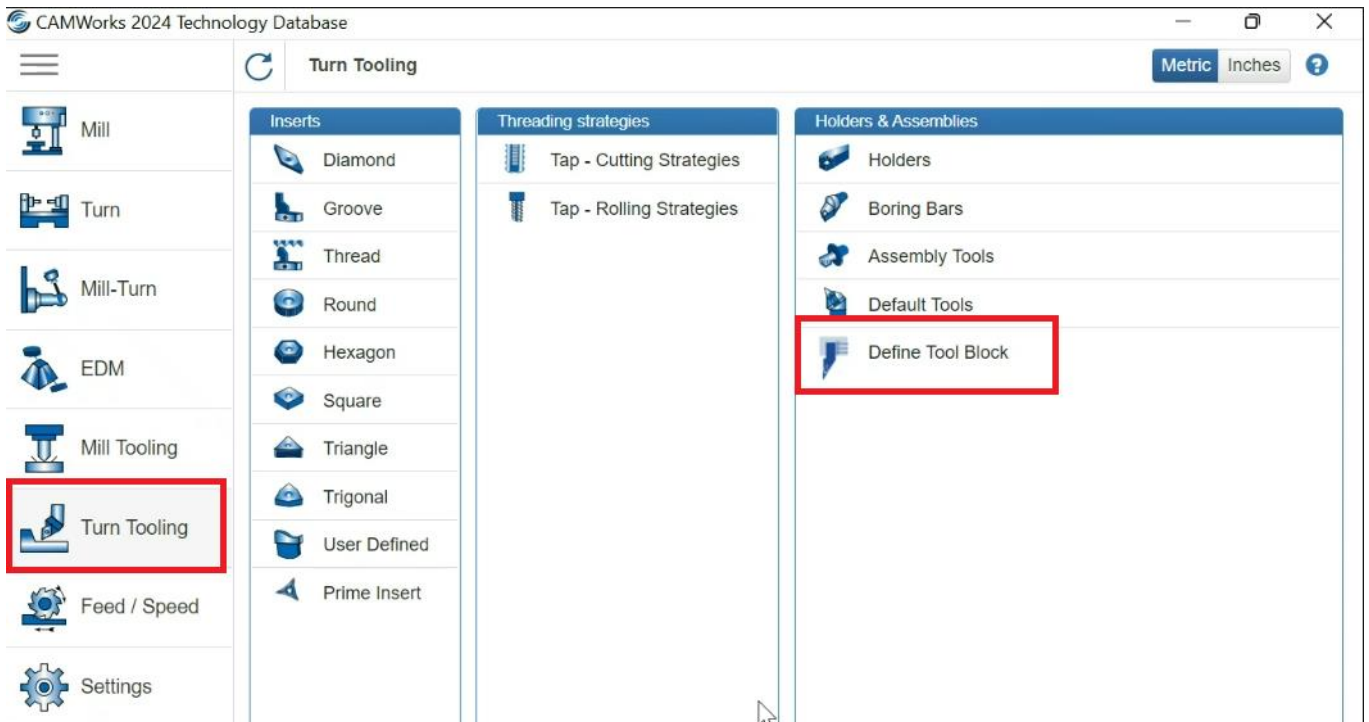 CAMWorks 2024 Technology Database
Turn Tooling
Metric Inches ?
Mill
Turn
Mill-Turn
EDM
Mill Tooling
Turn Tooling
Feed / Speed
Settings
Inserts
Diamond
Groove
Thread
Round
Hexagon
Square
Triangle
Trigonal
User Defined
Prime Insert
Threading strategies
Tap - Cutting Strategies
Tap - Rolling Strategies
Holders & Assemblies
Holders
Boring Bars
Assembly Tools
Default Tools
Define Tool Block